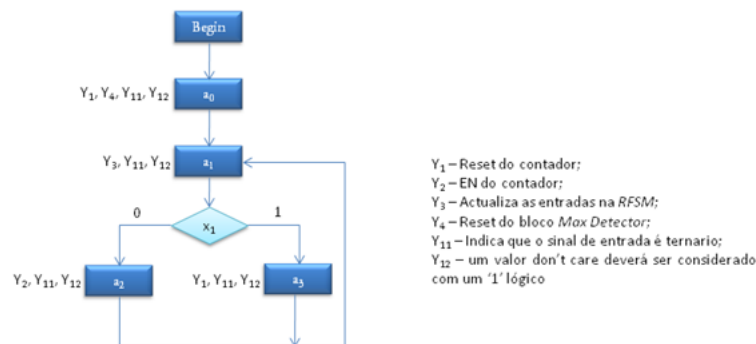 Begin
Y₁, Y₄, Y₁₁, Y₁₂
a₀
Y₃, Y₁₁, Y₁₂
a₁
0
1
x₁
Y₂, Y₁₁, Y₁₂
a₂
Y₁, Y₁₁, Y₁₂
a₃
Y₁ – Reset do contador;
Y₂ – EN do contador;
Y₃ – Actualiza as entradas na RFSM;
Y₄ – Reset do bloco Max Detector;
Y₁₁ – Indica que o sinal de entrada é ternario;
Y₁₂ – um valor don't care deverá ser considerado
com um '1' lógico